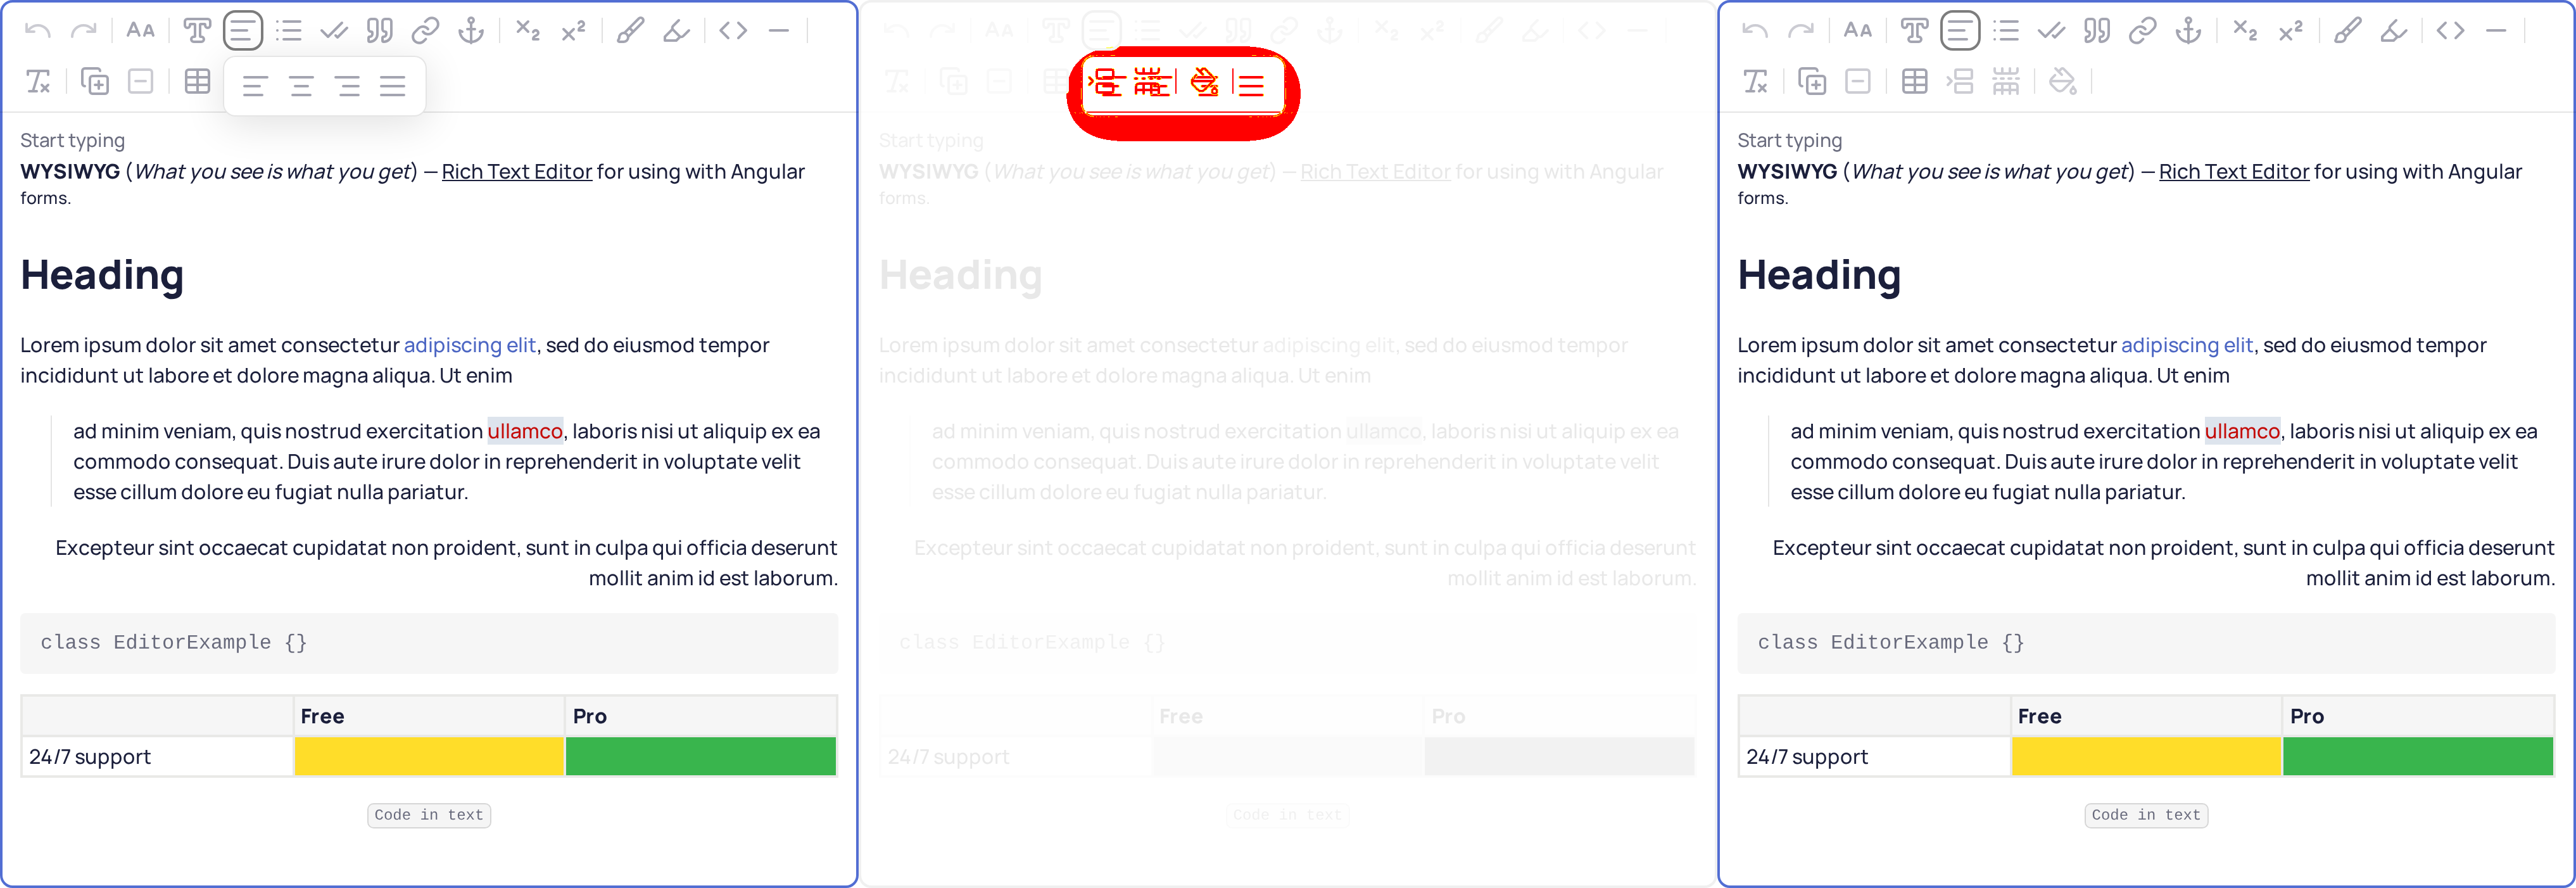 AA
X₂ X²
Start typing
WYSIWYG (What you see is what you get) — Rich Text Editor for using with Angular
forms.
Heading
Lorem ipsum dolor sit amet consectetur adipiscing elit, sed do eiusmod tempor
incididunt ut labore et dolore magna aliqua. Ut enim
ad minim veniam, quis nostrud exercitation ullamco, laboris nisi ut aliquip ex ea
commodo consequat. Duis aute irure dolor in reprehenderit in voluptate velit
esse cillum dolore eu fugiat nulla pariatur.
Excepteur sint occaecat cupidatat non proident, sunt in culpa qui officia deserunt
mollit anim id est laborum.
class EditorExample {}
Free Pro
24/7 support
Code in text
AA
X₂ X²
Start typing
WYSIWYG (What you see is what you get) — Rich Text Editor for using with Angular
forms.
Heading
Lorem ipsum dolor sit amet consectetur adipiscing elit, sed do eiusmod tempor
incididunt ut labore et dolore magna aliqua. Ut enim
ad minim veniam, quis nostrud exercitation ullamco, laboris nisi ut aliquip ex ea
commodo consequat. Duis aute irure dolor in reprehenderit in voluptate velit
esse cillum dolore eu fugiat nulla pariatur.
Excepteur sint occaecat cupidatat non proident, sunt in culpa qui officia deserunt
mollit anim id est laborum.
class EditorExample {}
Free Pro
24/7 support
Code in text
AA
X₂ X²
Start typing
WYSIWYG (What you see is what you get) — Rich Text Editor for using with Angular
forms.
Heading
Lorem ipsum dolor sit amet consectetur adipiscing elit, sed do eiusmod tempor
incididunt ut labore et dolore magna aliqua. Ut enim
ad minim veniam, quis nostrud exercitation ullamco, laboris nisi ut aliquip ex ea
commodo consequat. Duis aute irure dolor in reprehenderit in voluptate velit
esse cillum dolore eu fugiat nulla pariatur.
Excepteur sint occaecat cupidatat non proident, sunt in culpa qui officia deserunt
mollit anim id est laborum.
class EditorExample {}
Free Pro
24/7 support
Code in text